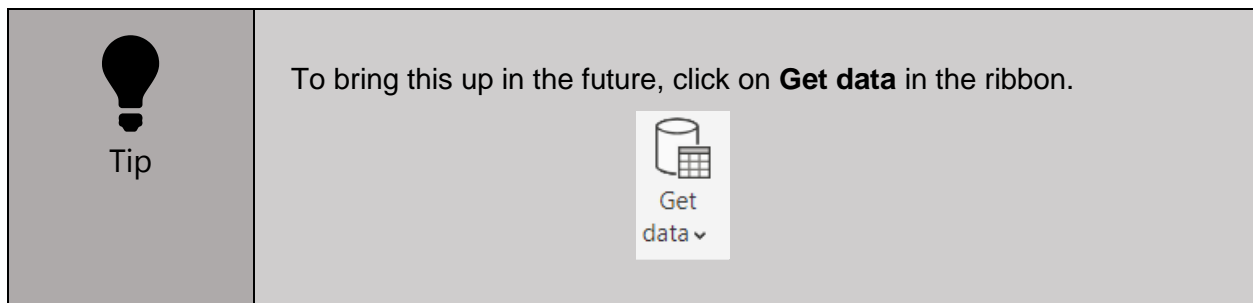 Tip
To bring this up in the future, click on Get data in the ribbon.
Get
data